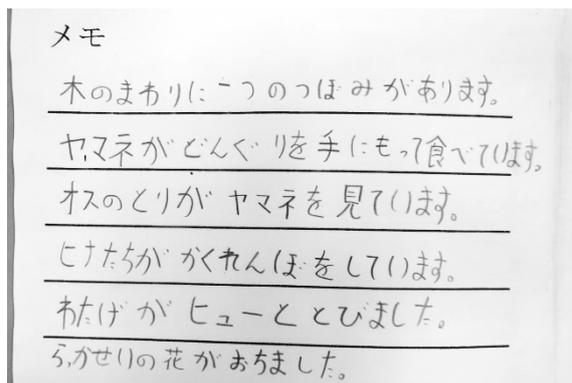 メモ
木のまわりに一つのつぼみがあります。
ヤマネがどんぐりを手にもって食べています。
オスのとりがヤマネを見ています。
ヒナたちがかくれんぼをしています。
わたげがヒューととびました。
らっかせいの花がおちました。